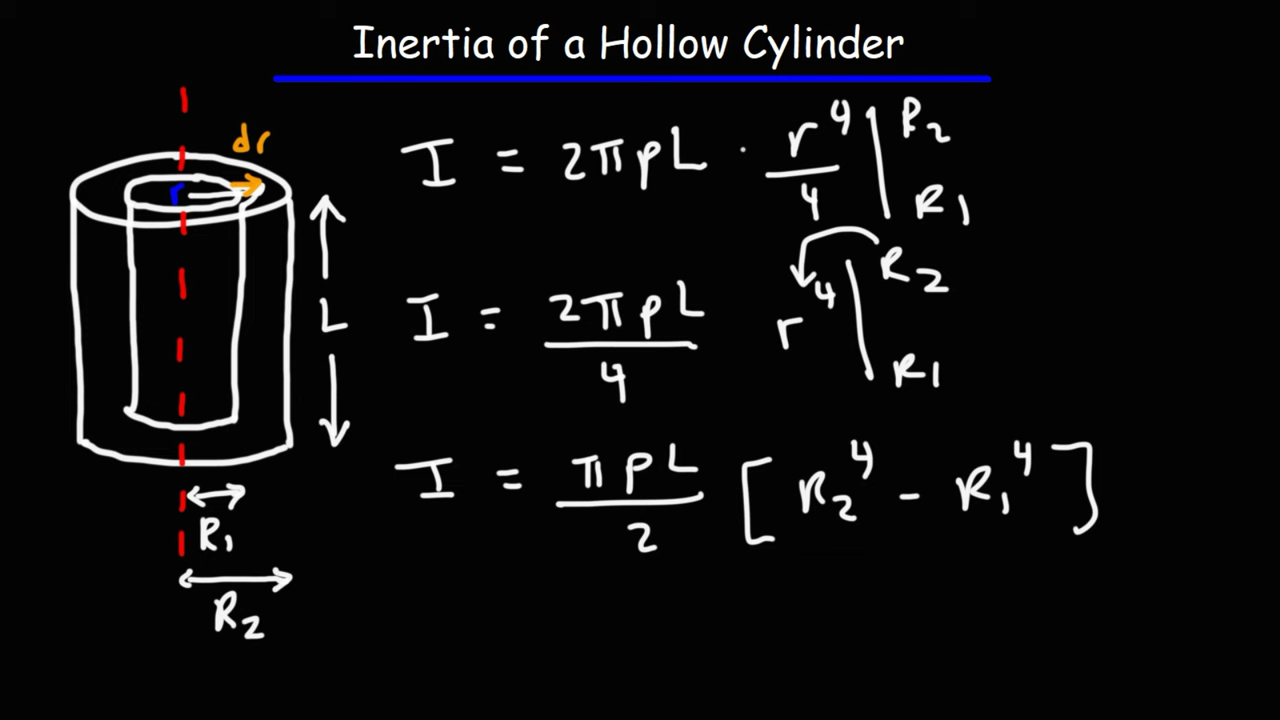 Inertia of a Hollow Cylinder
dr
r
L
R₁
R₂
I = 2πρL · r⁴/4 | R₂ R₁
I = 2πρL/4 r⁴ | R₂ R₁
I = πρL/2 [R₂⁴ - R₁⁴]